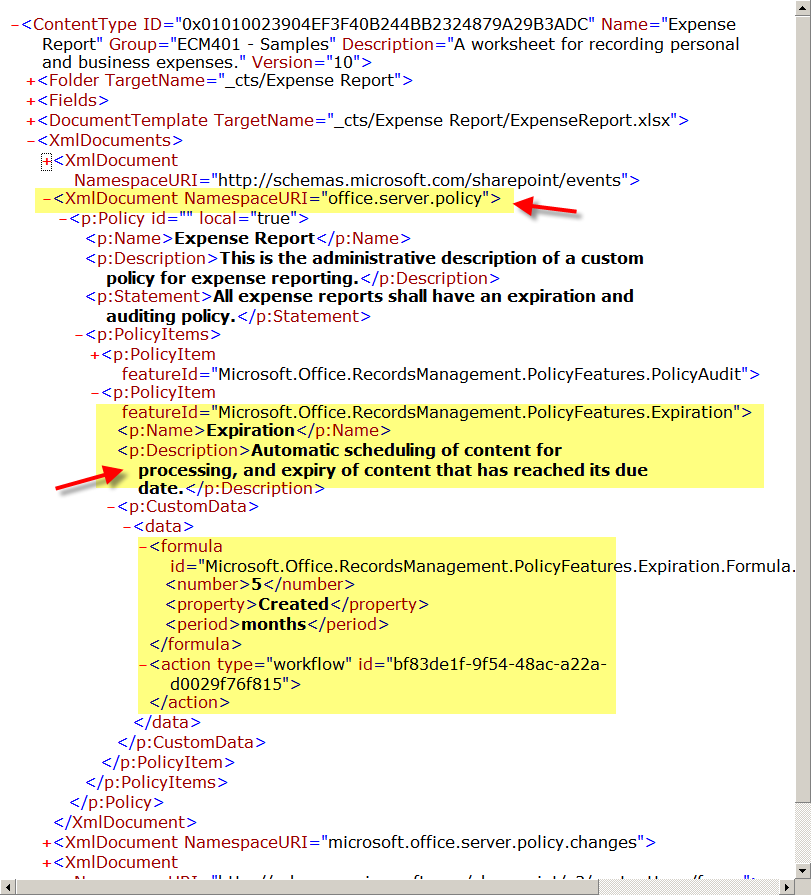 −<ContentType ID="0x01010023904EF3F40B244BB2324879A29B3ADC" Name="Expense
Report" Group="ECM401 - Samples" Description="A worksheet for recording personal
and business expenses." Version="10">
+<Folder TargetName="_cts/Expense Report">
+<Fields>
+<DocumentTemplate TargetName="_cts/Expense Report/ExpenseReport.xlsx">
−<XmlDocuments>
+<XmlDocument
NamespaceURI="http://schemas.microsoft.com/sharepoint/events">
−<XmlDocument NamespaceURI="office.server.policy">
−<p:Policy id="" local="true">
<p:Name>Expense Report</p:Name>
<p:Description>This is the administrative description of a custom
policy for expense reporting.</p:Description>
<p:Statement>All expense reports shall have an expiration and
auditing policy.</p:Statement>
−<p:PolicyItems>
+<p:PolicyItem
featureId="Microsoft.Office.RecordsManagement.PolicyFeatures.PolicyAudit">
−<p:PolicyItem
featureId="Microsoft.Office.RecordsManagement.PolicyFeatures.Expiration">
<p:Name>Expiration</p:Name>
<p:Description>Automatic scheduling of content for
processing, and expiry of content that has reached its due
date.</p:Description>
−<p:CustomData>
−<data>
−<formula
id="Microsoft.Office.RecordsManagement.PolicyFeatures.Expiration.Formula.
<number>5</number>
<property>Created</property>
<period>months</period>
</formula>
−<action type="workflow" id="bf83de1f-9f54-48ac-a22a-
d0029f76f815">
</action>
</data>
</p:CustomData>
</p:PolicyItem>
</p:PolicyItems>
</p:Policy>
</XmlDocument>
+<XmlDocument NamespaceURI="microsoft.office.server.policy.changes">
+<XmlDocument